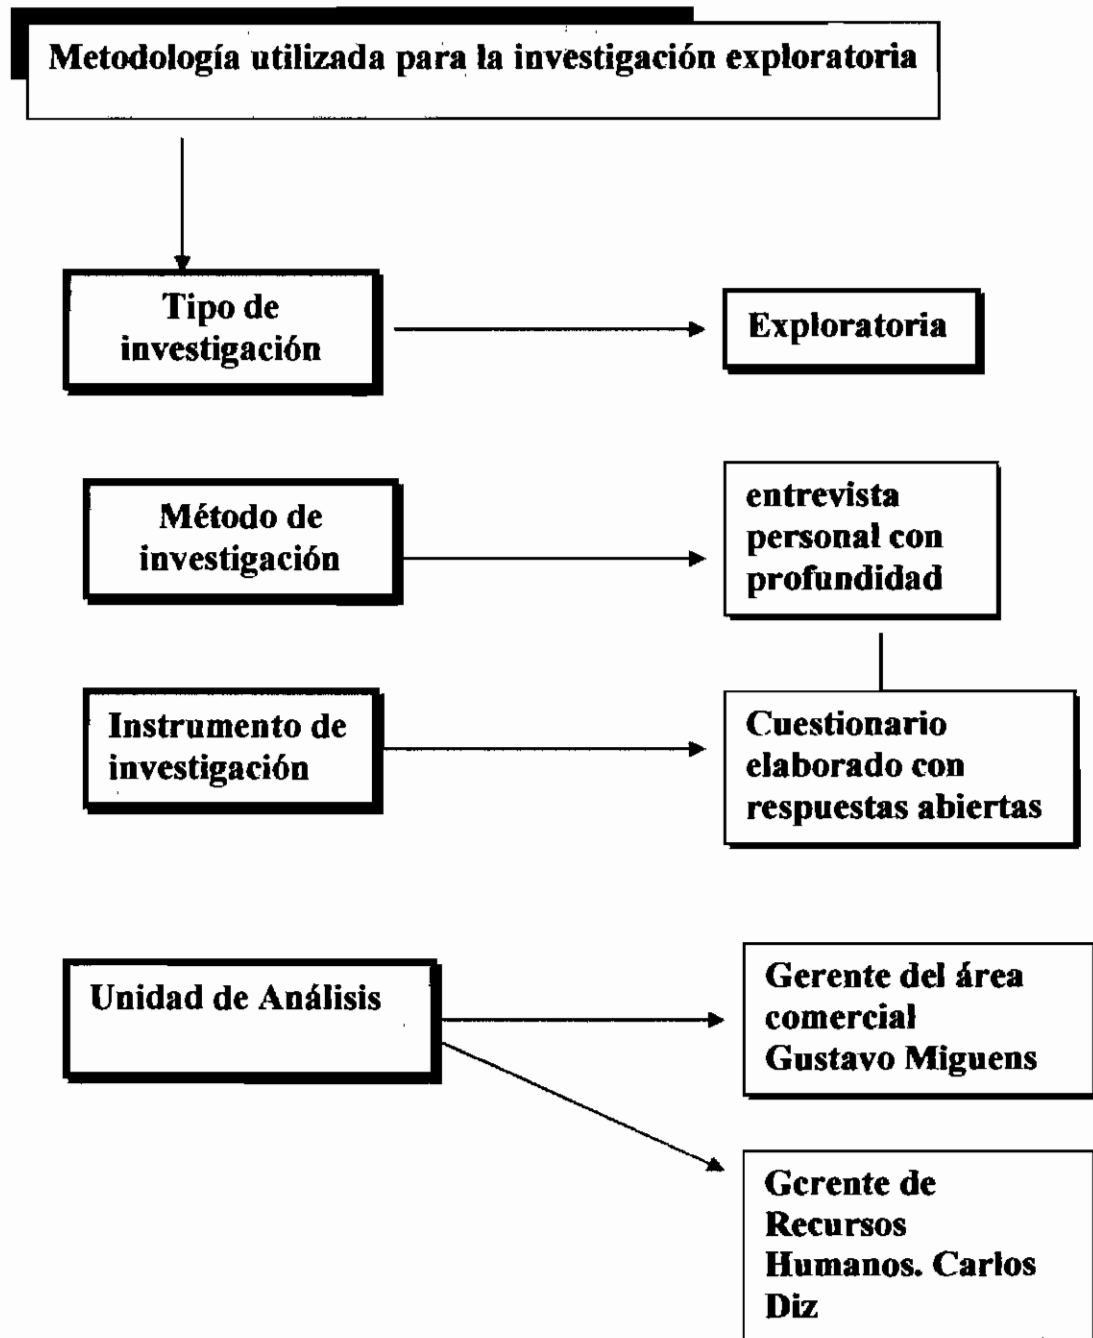 Metodología utilizada para la investigación exploratoria
Tipo de
investigación
Exploratoria
Método de
investigación
entrevista
personal con
profundidad
Instrumento de
investigación
Cuestionario
elaborado con
respuestas abiertas
Unidad de Análisis
Gerente del área
comercial
Gustavo Miguens
Gerente de
Recursos
Humanos. Carlos
Diz